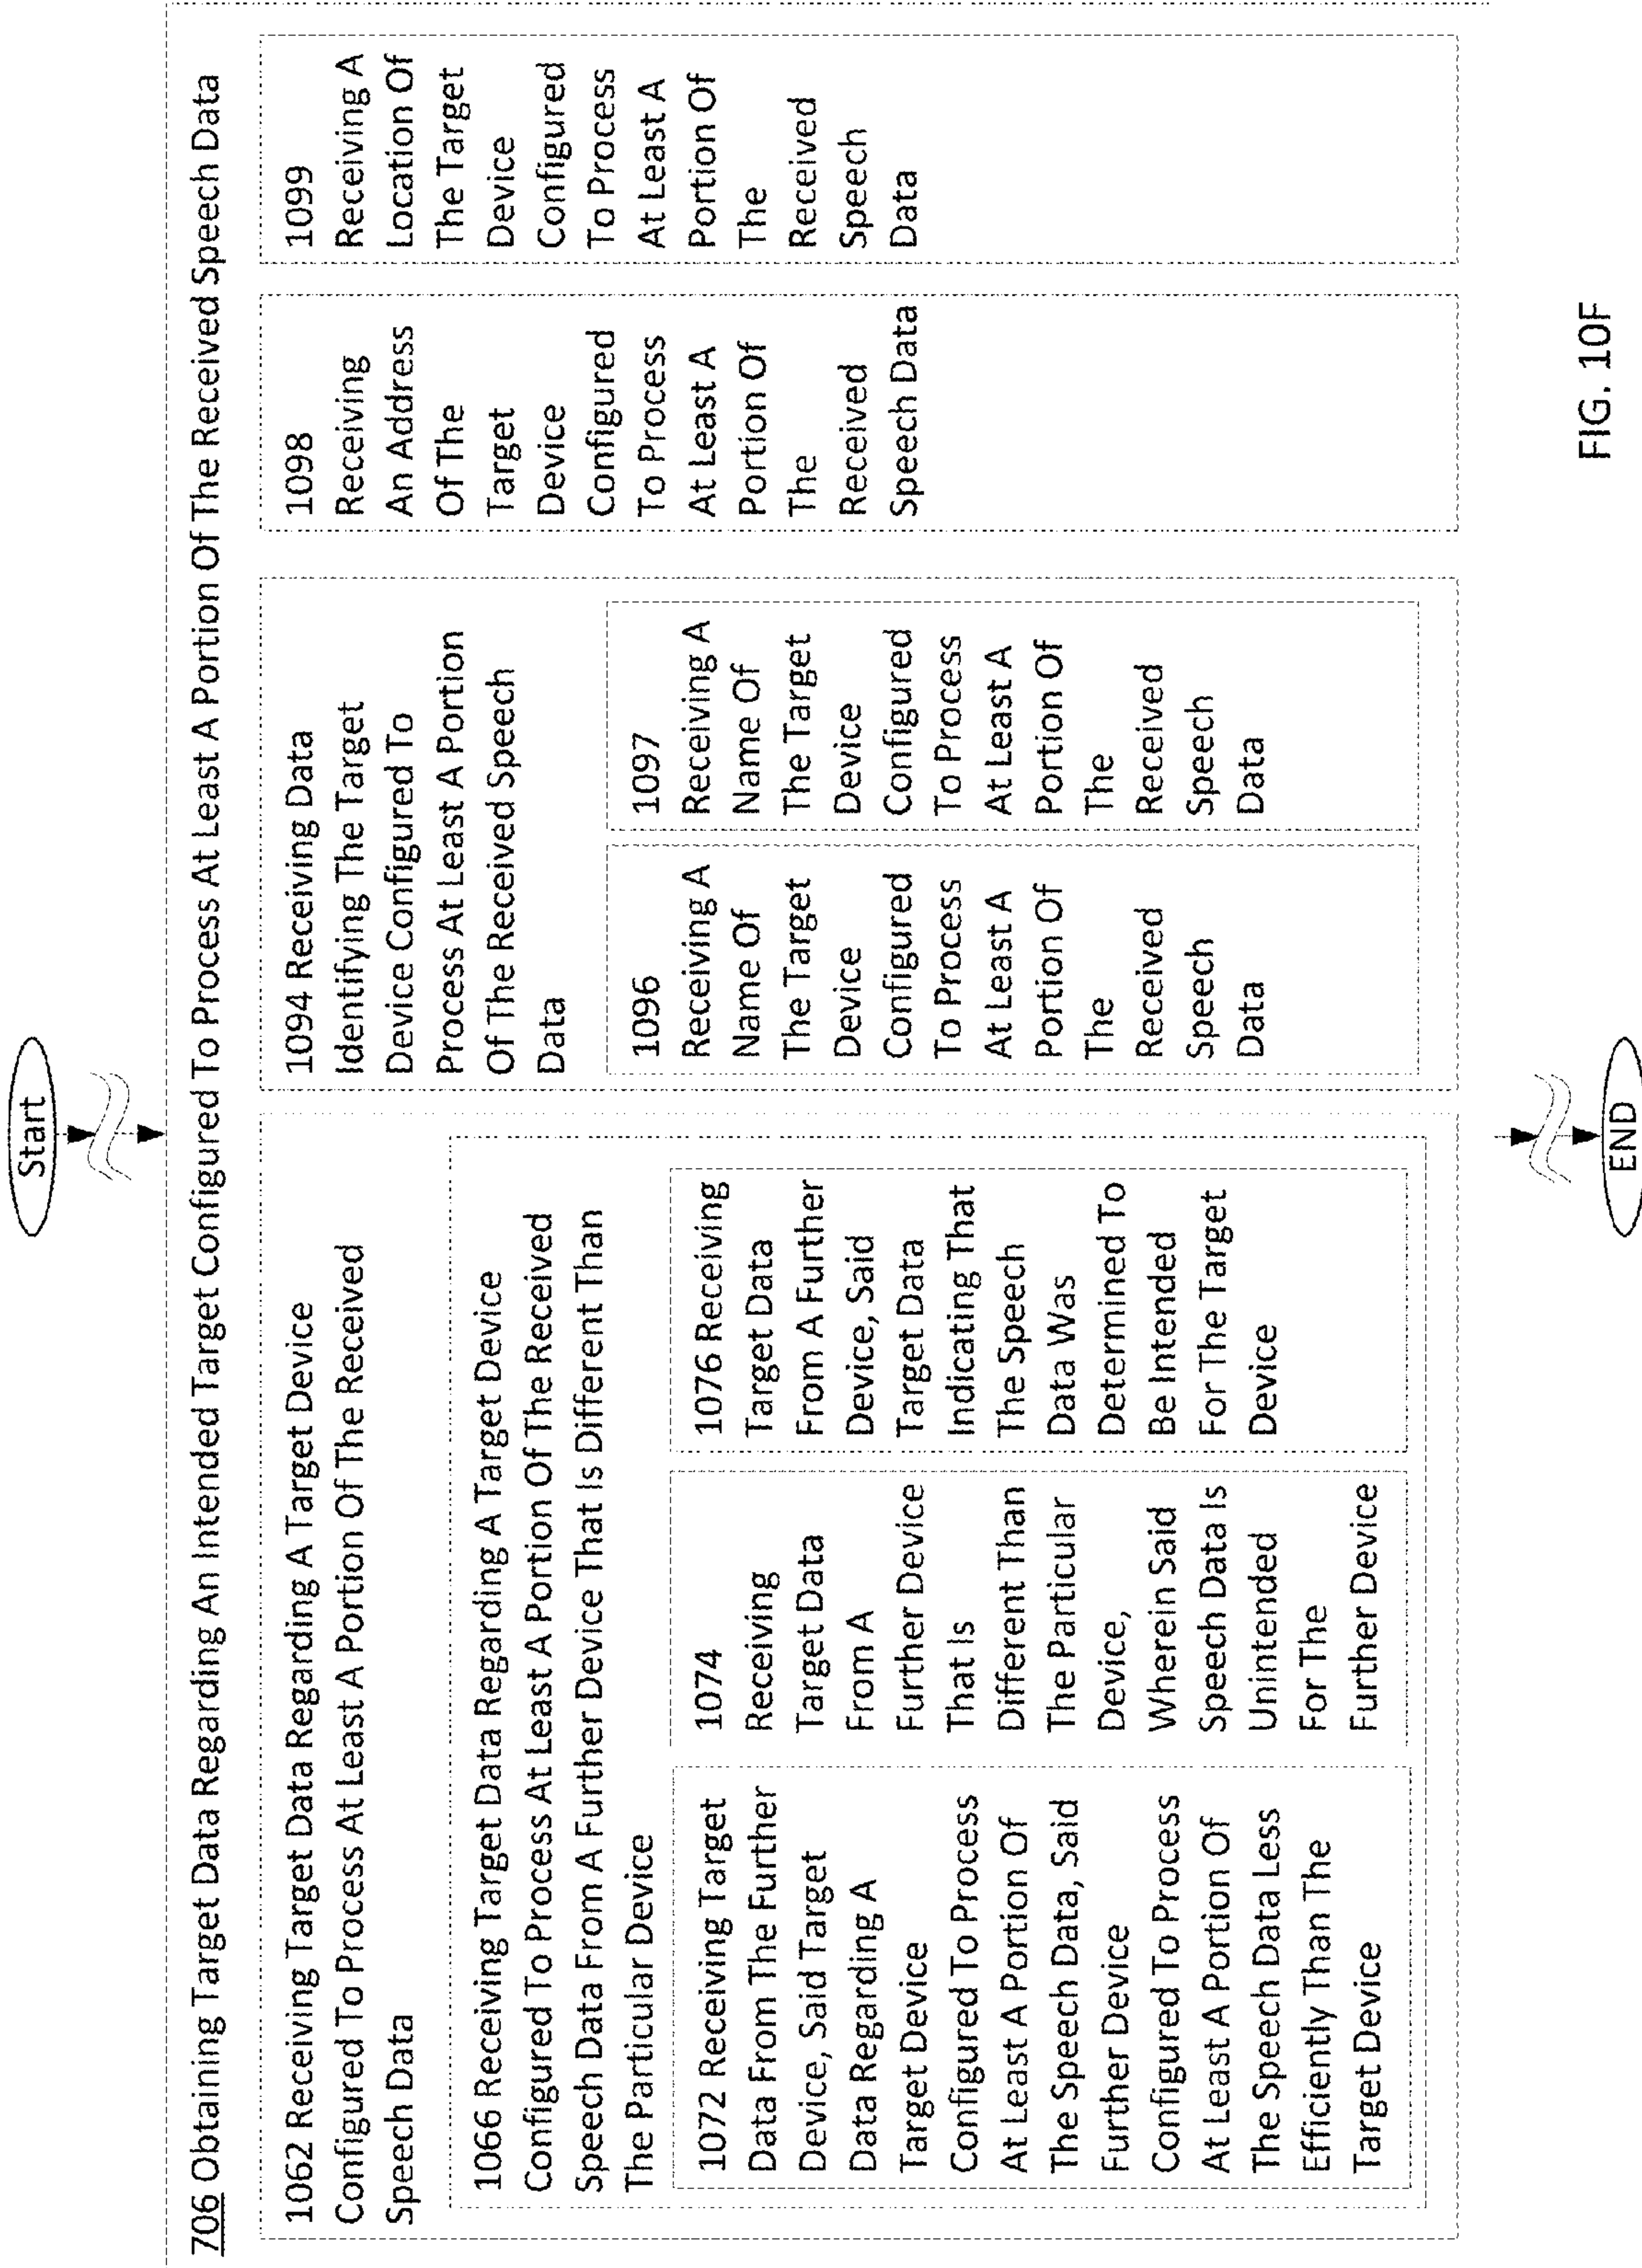 Start
706 Obtaining Target Data Regarding An Intended Target Configured To Process At Least A Portion Of The Received Speech Data
1062 Receiving Target Data Regarding A Target Device
Configured To Process At Least A Portion Of The Received
Speech Data
1066 Receiving Target Data Regarding A Target Device
Configured To Process At Least A Portion Of The Received
Speech Data From A Further Device That Is Different Than
The Particular Device
1072 Receiving Target
Data From The Further
Device, Said Target
Data Regarding A
Target Device
Configured To Process
At Least A Portion Of
The Speech Data, Said
Further Device
Configured To Process
At Least A Portion Of
The Speech Data Less
Efficiently Than The
Target Device
1074
Receiving
Target Data
From A
Further Device
That Is
Different Than
The Particular
Device,
Wherein Said
Speech Data Is
Unintended
For The
Further Device
1076 Receiving
Target Data
From A Further
Device, Said
Target Data
Indicating That
The Speech
Data Was
Determined To
Be Intended
For The Target
Device
1094 Receiving Data
Identifying The Target
Device Configured To
Process At Least A Portion
Of The Received Speech
Data
1096
Receiving A
Name Of
The Target
Device
Configured
To Process
At Least A
Portion Of
The
Received
Speech
Data
1097
Receiving A
Name Of
The Target
Device
Configured
To Process
At Least A
Portion Of
The
Received
Speech
Data
1098
Receiving
An Address
Of The
Target
Device
Configured
To Process
At Least A
Portion Of
The
Received
Speech Data
1099
Receiving A
Location Of
The Target
Device
Configured
To Process
At Least A
Portion Of
The
Received
Speech
Data
END
FIG. 10F